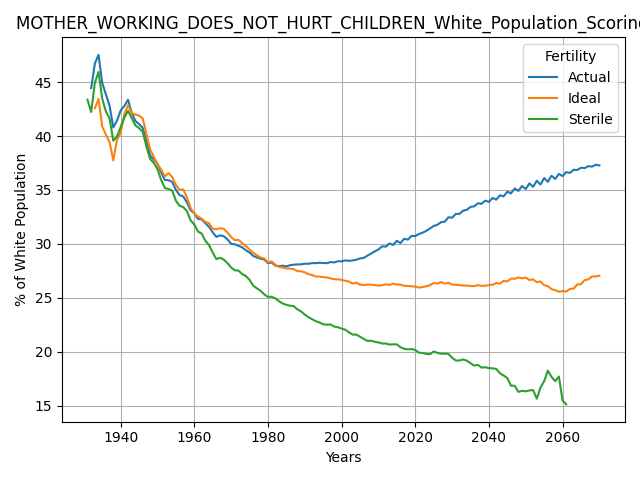 MOTHER_WORKING_DOES_NOT_HURT_CHILDREN_White_Population_Scorin
Fertility
Actual
Ideal
Sterile
% of White Population
45
40
35
30
25
20
15
1940 1960 1980 2000 2020 2040 2060
Years